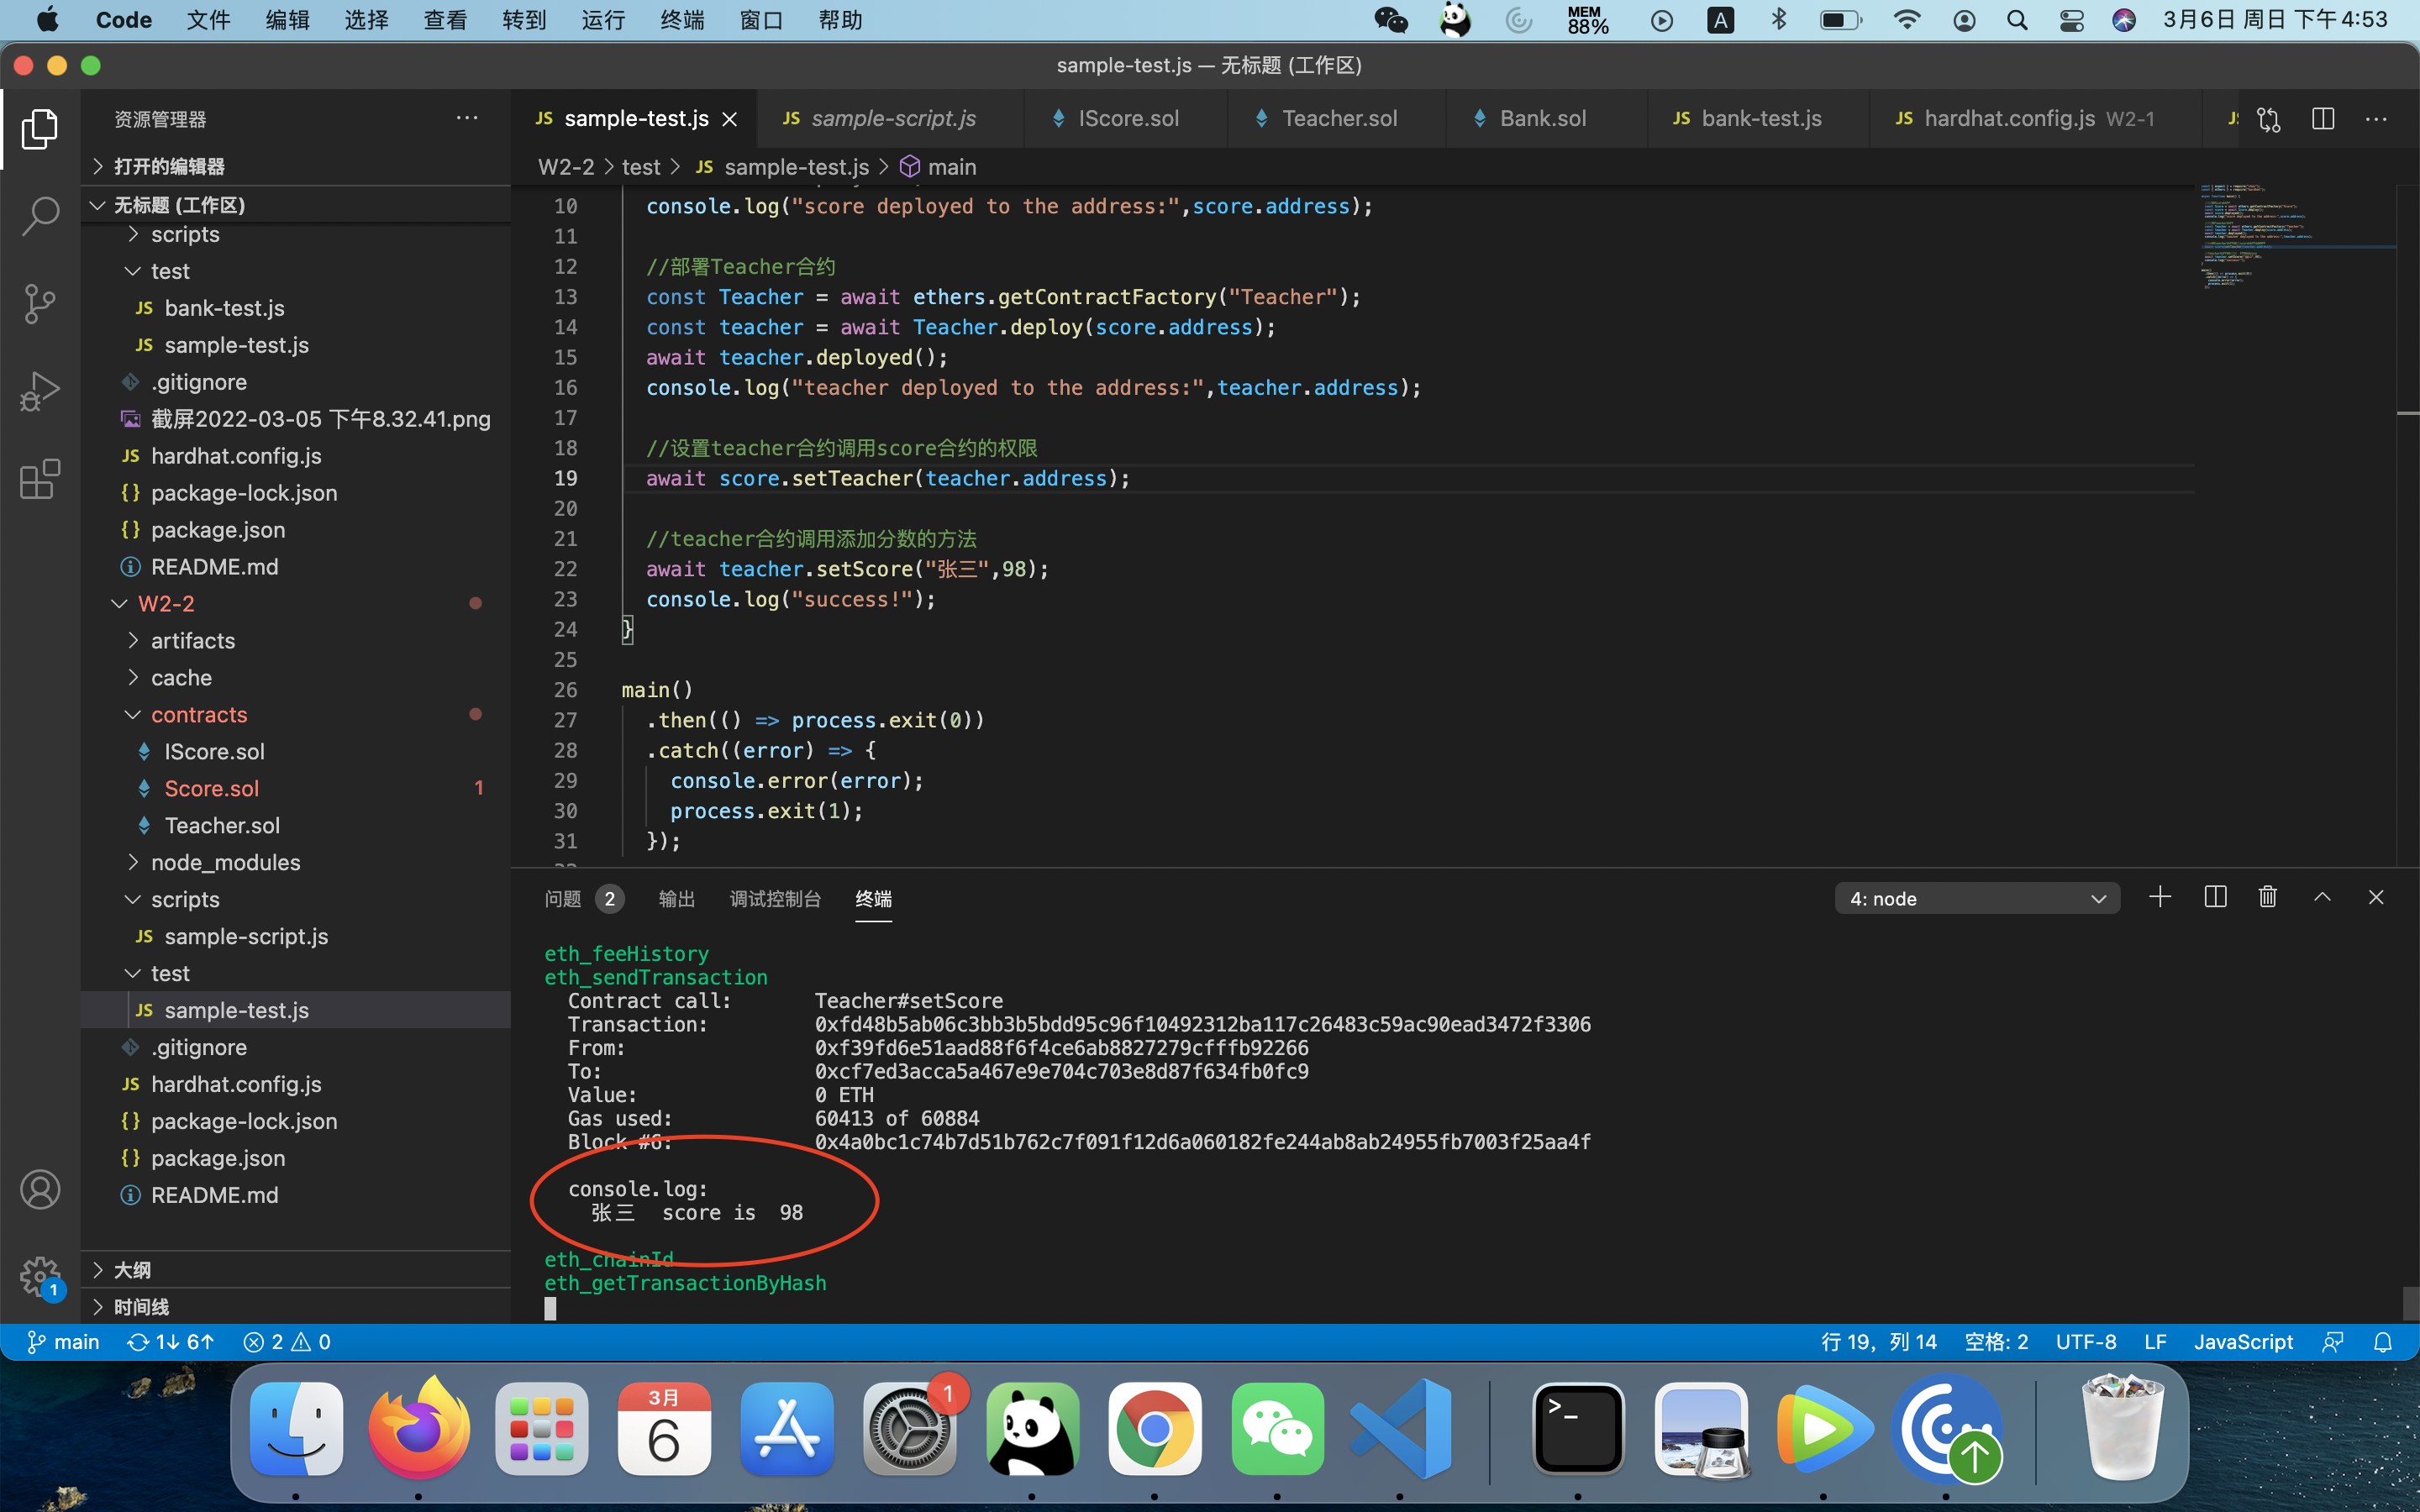 Code 文件 编辑 选择 查看 转到 运行 终端 窗口 帮助 MEM 88% A 3月6日 周日 下午4:53
sample-test.js — 无标题 (工作区)
资源管理器 ···
打开的编辑器
无标题 (工作区)
scripts
test
JS bank-test.js
JS sample-test.js
.gitignore
截屏2022-03-05 下午8.32.41.png
JS hardhat.config.js
{} package-lock.json
{} package.json
README.md
W2-2
artifacts
cache
contracts
IScore.sol
Score.sol 1
Teacher.sol
node_modules
scripts
JS sample-script.js
test
JS sample-test.js
.gitignore
JS hardhat.config.js
{} package-lock.json
{} package.json
README.md
大纲
时间线
1
JS sample-test.js JS sample-script.js IScore.sol Teacher.sol Bank.sol JS bank-test.js JS hardhat.config.js W2-1
W2-2 > test > JS sample-test.js > main
10 console.log("score deployed to the address:",score.address);
11
12 //部署Teacher合约
13 const Teacher = await ethers.getContractFactory("Teacher");
14 const teacher = await Teacher.deploy(score.address);
15 await teacher.deployed();
16 console.log("teacher deployed to the address:",teacher.address);
17
18 //设置teacher合约调用score合约的权限
19 await score.setTeacher(teacher.address);
20
21 //teacher合约调用添加分数的方法
22 await teacher.setScore("张三",98);
23 console.log("success!");
24 }
25
26 main()
27 .then(() => process.exit(0))
28 .catch((error) => {
29 console.error(error);
30 process.exit(1);
31 });
问题 2 输出 调试控制台 终端 4: node
eth_feeHistory
eth_sendTransaction
Contract call: Teacher#setScore
Transaction: 0xfd48b5ab06c3bb3b5bdd95c96f10492312ba117c26483c59ac90ead3472f3306
From: 0xf39fd6e51aad88f6f4ce6ab8827279cfffb92266
To: 0xcf7ed3acca5a467e9e704c703e8d87f634fb0fc9
Value: 0 ETH
Gas used: 60413 of 60884
Block #6: 0x4a0bc1c74b7d51b762c7f091f12d6a060182fe244ab8ab24955fb7003f25aa4f
console.log:
张三 score is 98
eth_chainId
eth_getTransactionByHash
main 1↓ 6↑ 2 0 行 19，列 14 空格: 2 UTF-8 LF JavaScript
3月
6
1
>_